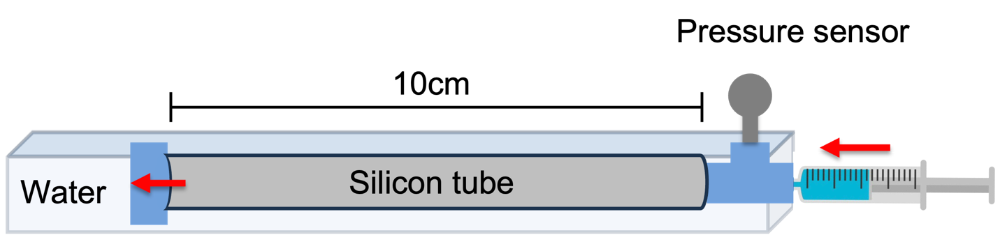 Pressure sensor
10cm
Silicon tube
Water